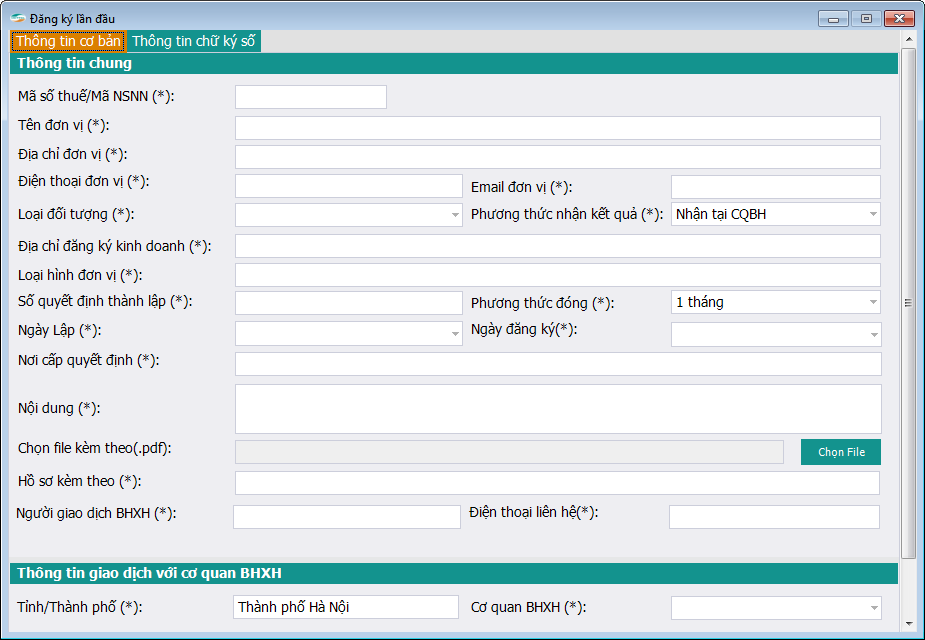 Đăng ký lần đầu
Thông tin cơ bản Thông tin chữ ký số
Thông tin chung
Mã số thuế/Mã NSNN (*):
Tên đơn vị (*):
Địa chỉ đơn vị (*):
Điện thoại đơn vị (*): Email đơn vị (*):
Loại đối tượng (*): Phương thức nhận kết quả (*): Nhận tại CQBH
Địa chỉ đăng ký kinh doanh (*):
Loại hình đơn vị (*):
Số quyết định thành lập (*): Phương thức đóng (*): 1 tháng
Ngày Lập (*): Ngày đăng ký(*):
Nơi cấp quyết định (*):
Nội dung (*):
Chọn file kèm theo(.pdf): Chọn File
Hồ sơ kèm theo (*):
Người giao dịch BHXH (*): Điện thoại liên hệ(*):
Thông tin giao dịch với cơ quan BHXH
Tỉnh/Thành phố (*): Thành phố Hà Nội Cơ quan BHXH (*):